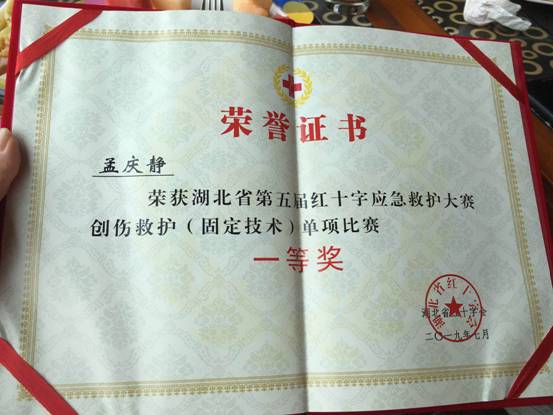 荣誉证书
孟庆静
荣获湖北省第五届红十字应急救护大赛
创伤救护（固定技术）单项比赛
一等奖
湖北省红十字会
二〇一九年七月